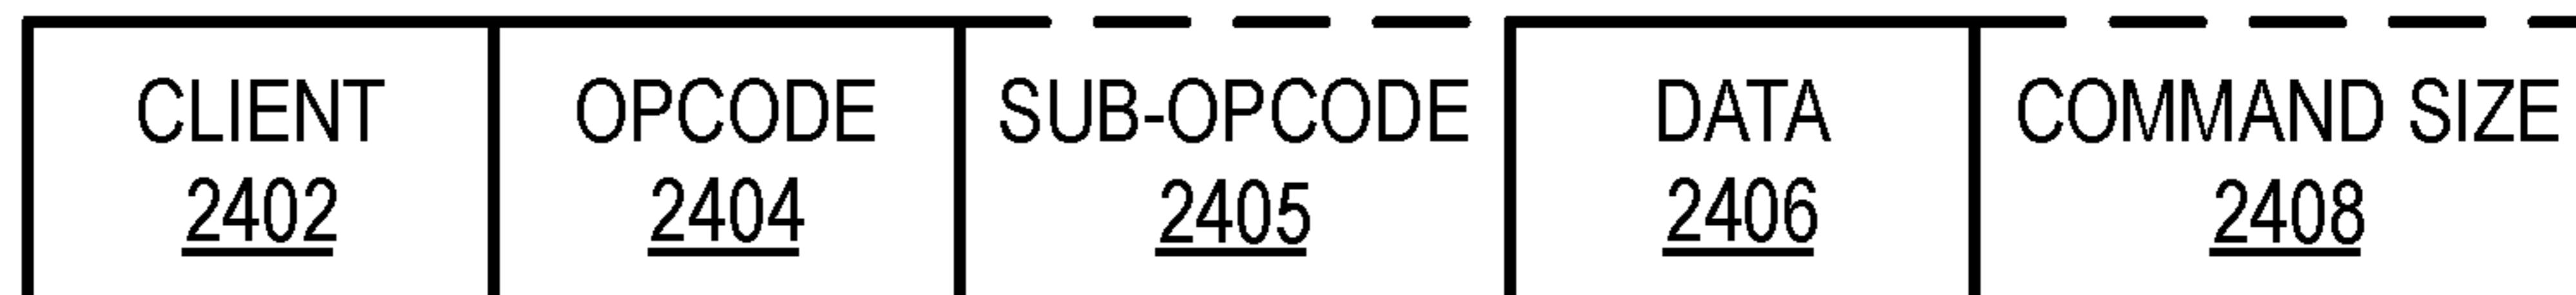 CLIENT OPCODE SUB-OPCODE DATA COMMAND SIZE
2402 2404 2405 2406 2408